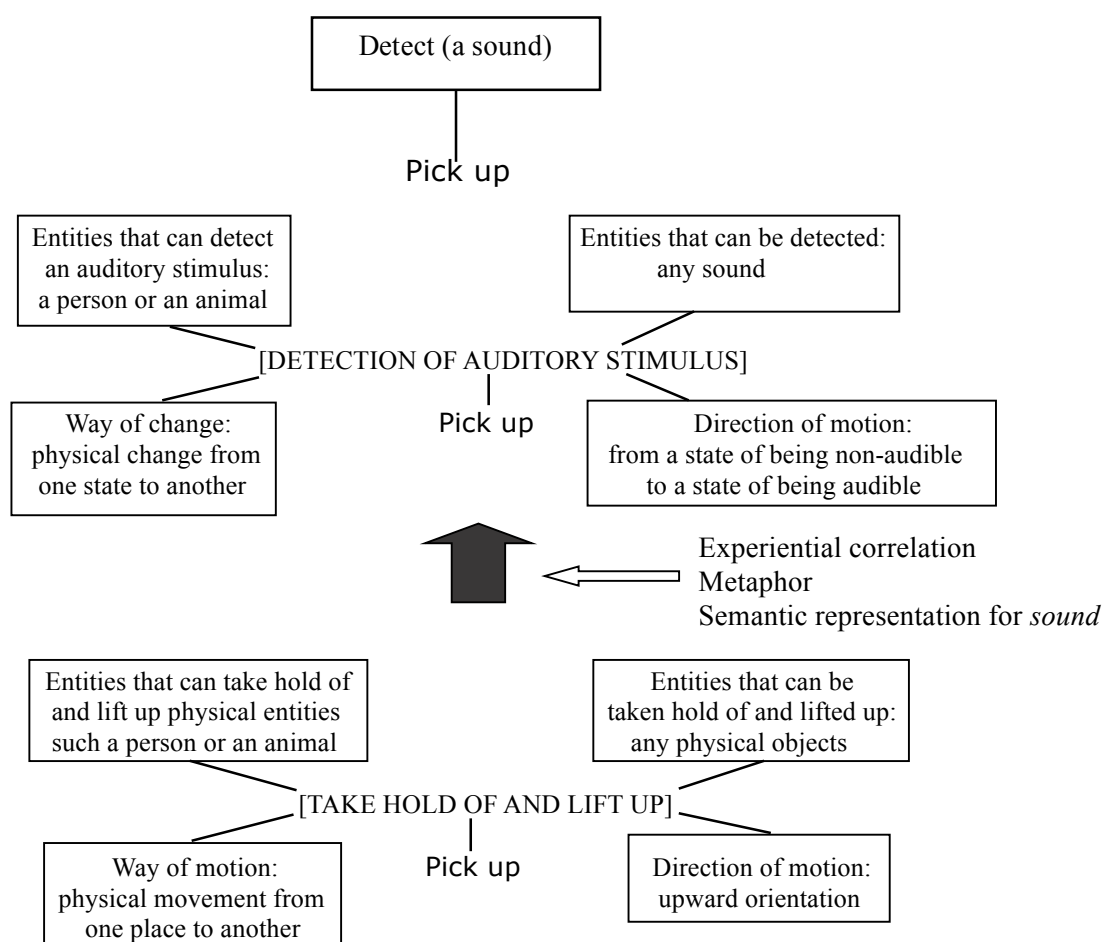 Detect (a sound)
Pick up
Entities that can detect
an auditory stimulus:
a person or an animal
Entities that can be detected:
any sound
[DETECTION OF AUDITORY STIMULUS]
Way of change:
physical change from
one state to another
Pick up
Direction of motion:
from a state of being non-audible
to a state of being audible
Experiential correlation
Metaphor
Semantic representation for sound
Entities that can take hold of
and lift up physical entities
such a person or an animal
Entities that can be
taken hold of and lifted up:
any physical objects
[TAKE HOLD OF AND LIFT UP]
Way of motion:
physical movement from
one place to another
Pick up
Direction of motion:
upward orientation